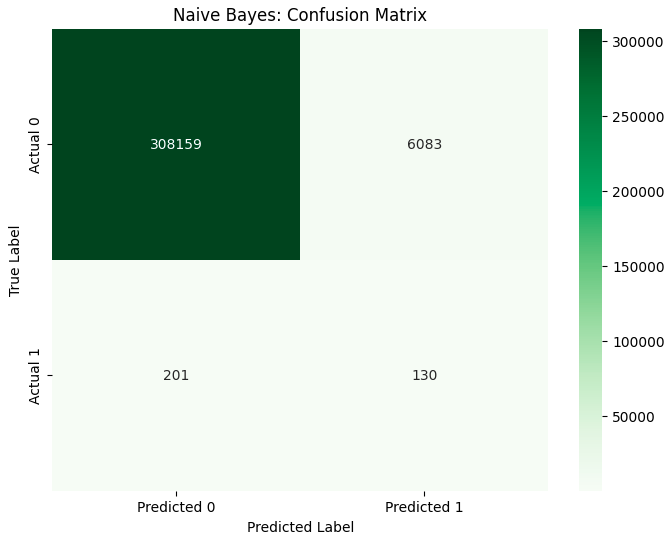 Naive Bayes: Confusion Matrix
True Label
Actual 0
308159
6083
Actual 1
201
130
Predicted 0
Predicted 1
Predicted Label
300000
250000
200000
150000
100000
50000